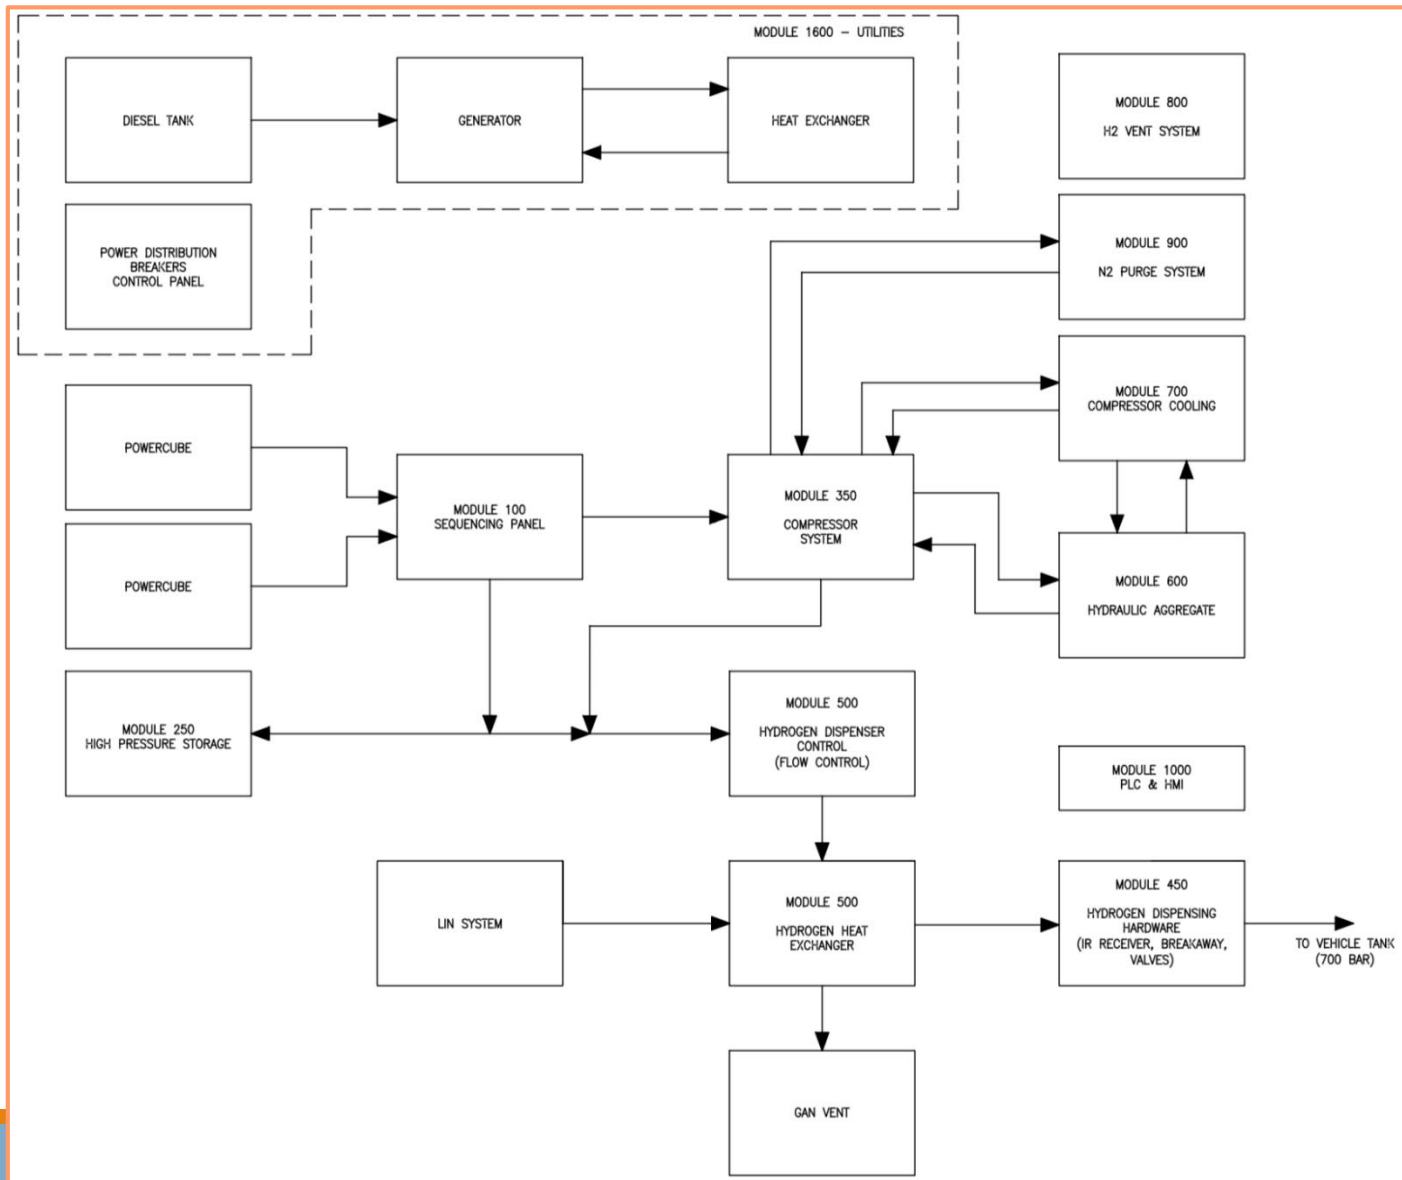 MODULE 1600 - UTILITIES
DIESEL TANK
GENERATOR
HEAT EXCHANGER
MODULE 800
H2 VENT SYSTEM
POWER DISTRIBUTION
BREAKERS
CONTROL PANEL
MODULE 900
N2 PURGE SYSTEM
MODULE 700
COMPRESSOR COOLING
POWERCUBE
MODULE 100
SEQUENCING PANEL
MODULE 350
COMPRESSOR
SYSTEM
POWERCUBE
MODULE 600
HYDRAULIC AGGREGATE
MODULE 250
HIGH PRESSURE STORAGE
MODULE 500
HYDROGEN DISPENSER
CONTROL
(FLOW CONTROL)
MODULE 1000
PLC & HMI
LIN SYSTEM
MODULE 500
HYDROGEN HEAT
EXCHANGER
MODULE 450
HYDROGEN DISPENSING
HARDWARE
(IR RECEIVER, BREAKAWAY,
VALVES)
TO VEHICLE TANK
(700 BAR)
GAN VENT